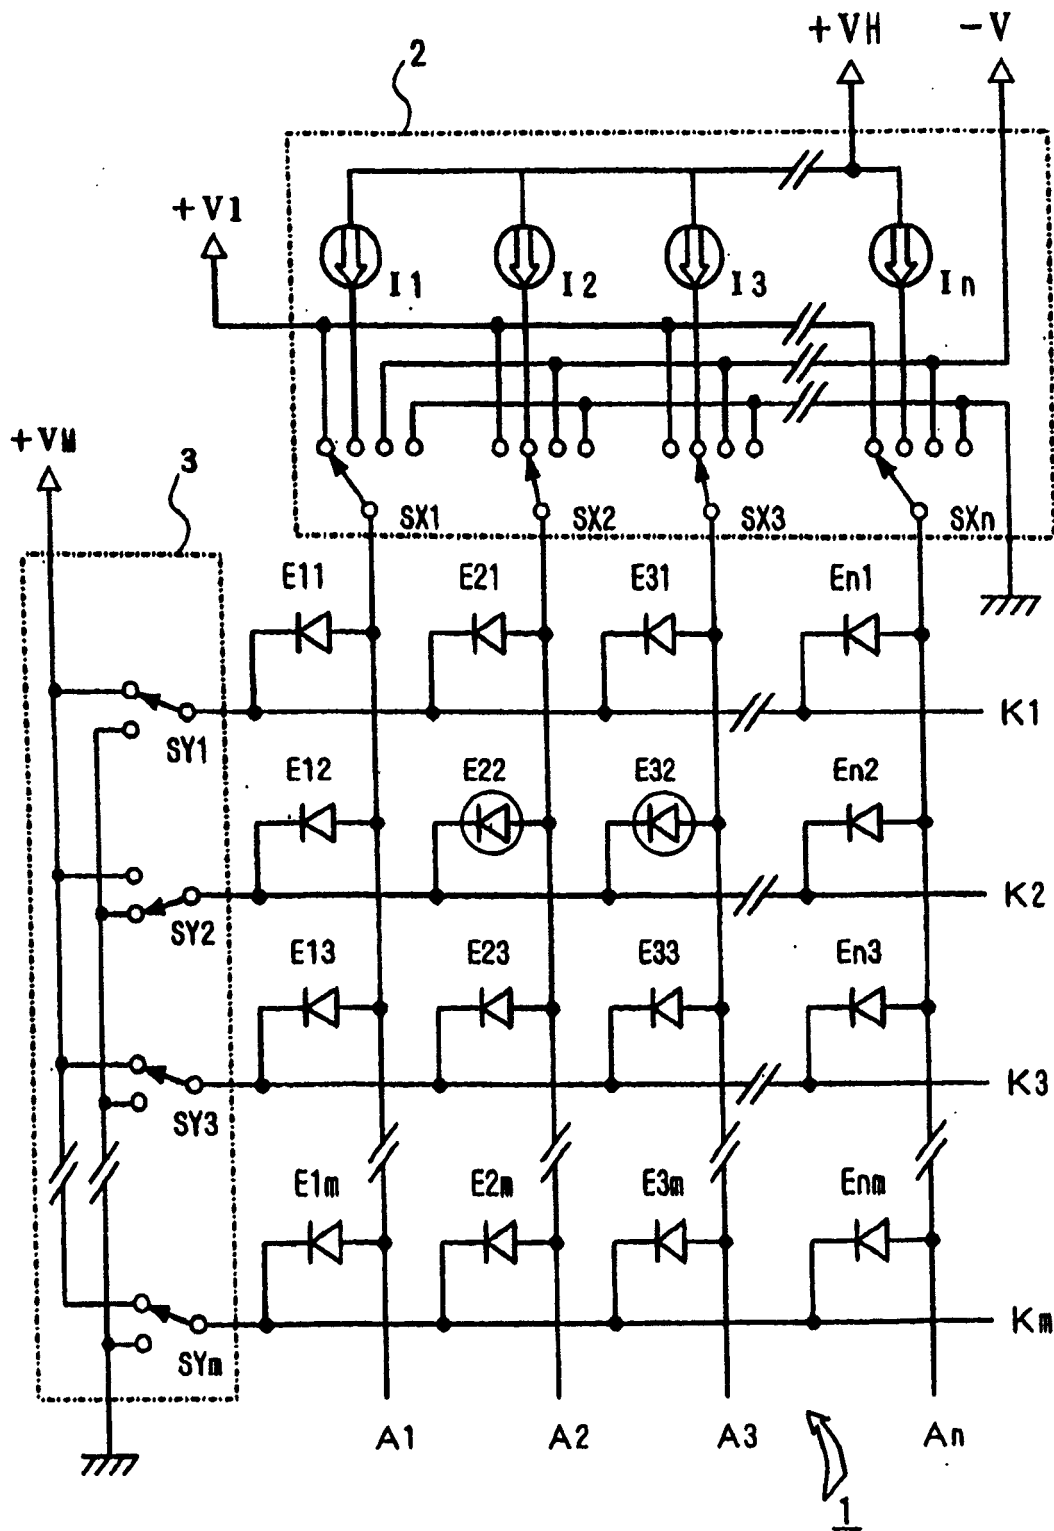 +VH -V
2
+V1
I1 I2 I3 In
+VM
3
SX1 SX2 SX3 SXn
E11 E21 E31 En1
K1
SY1
E12 E22 E32 En2
K2
SY2
E13 E23 E33 En3
K3
SY3
E1m E2m E3m Enm
Km
SYm
A1 A2 A3 An
1